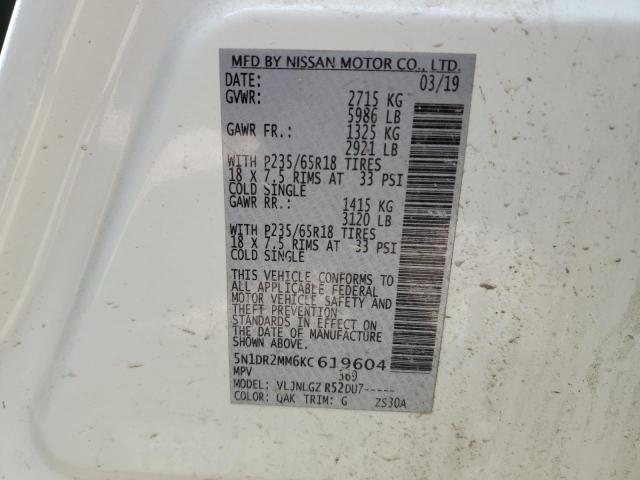 MFD BY NISSAN MOTOR CO., LTD.
DATE: 03/19
GVWR: 2715 KG
5986 LB
GAWR FR.: 1325 KG
2921 LB
WITH P235/65R18 TIRES
18 X 7.5 RIMS AT 33 PSI
COLD SINGLE
GAWR RR.: 1415 KG
3120 LB
WITH P235/65R18 TIRES
18 X 7.5 RIMS AT 33 PSI
COLD SINGLE
THIS VEHICLE CONFORMS TO
ALL APPLICABLE FEDERAL
MOTOR VEHICLE SAFETY AND
THEFT PREVENTION
STANDARDS IN EFFECT ON
THE DATE OF MANUFACTURE
SHOWN ABOVE.
5N1DR2MM6KC619604
MPV 369
MODEL: VLJNLGZ R52DU7-----
COLOR: QAK TRIM: G ZS30A